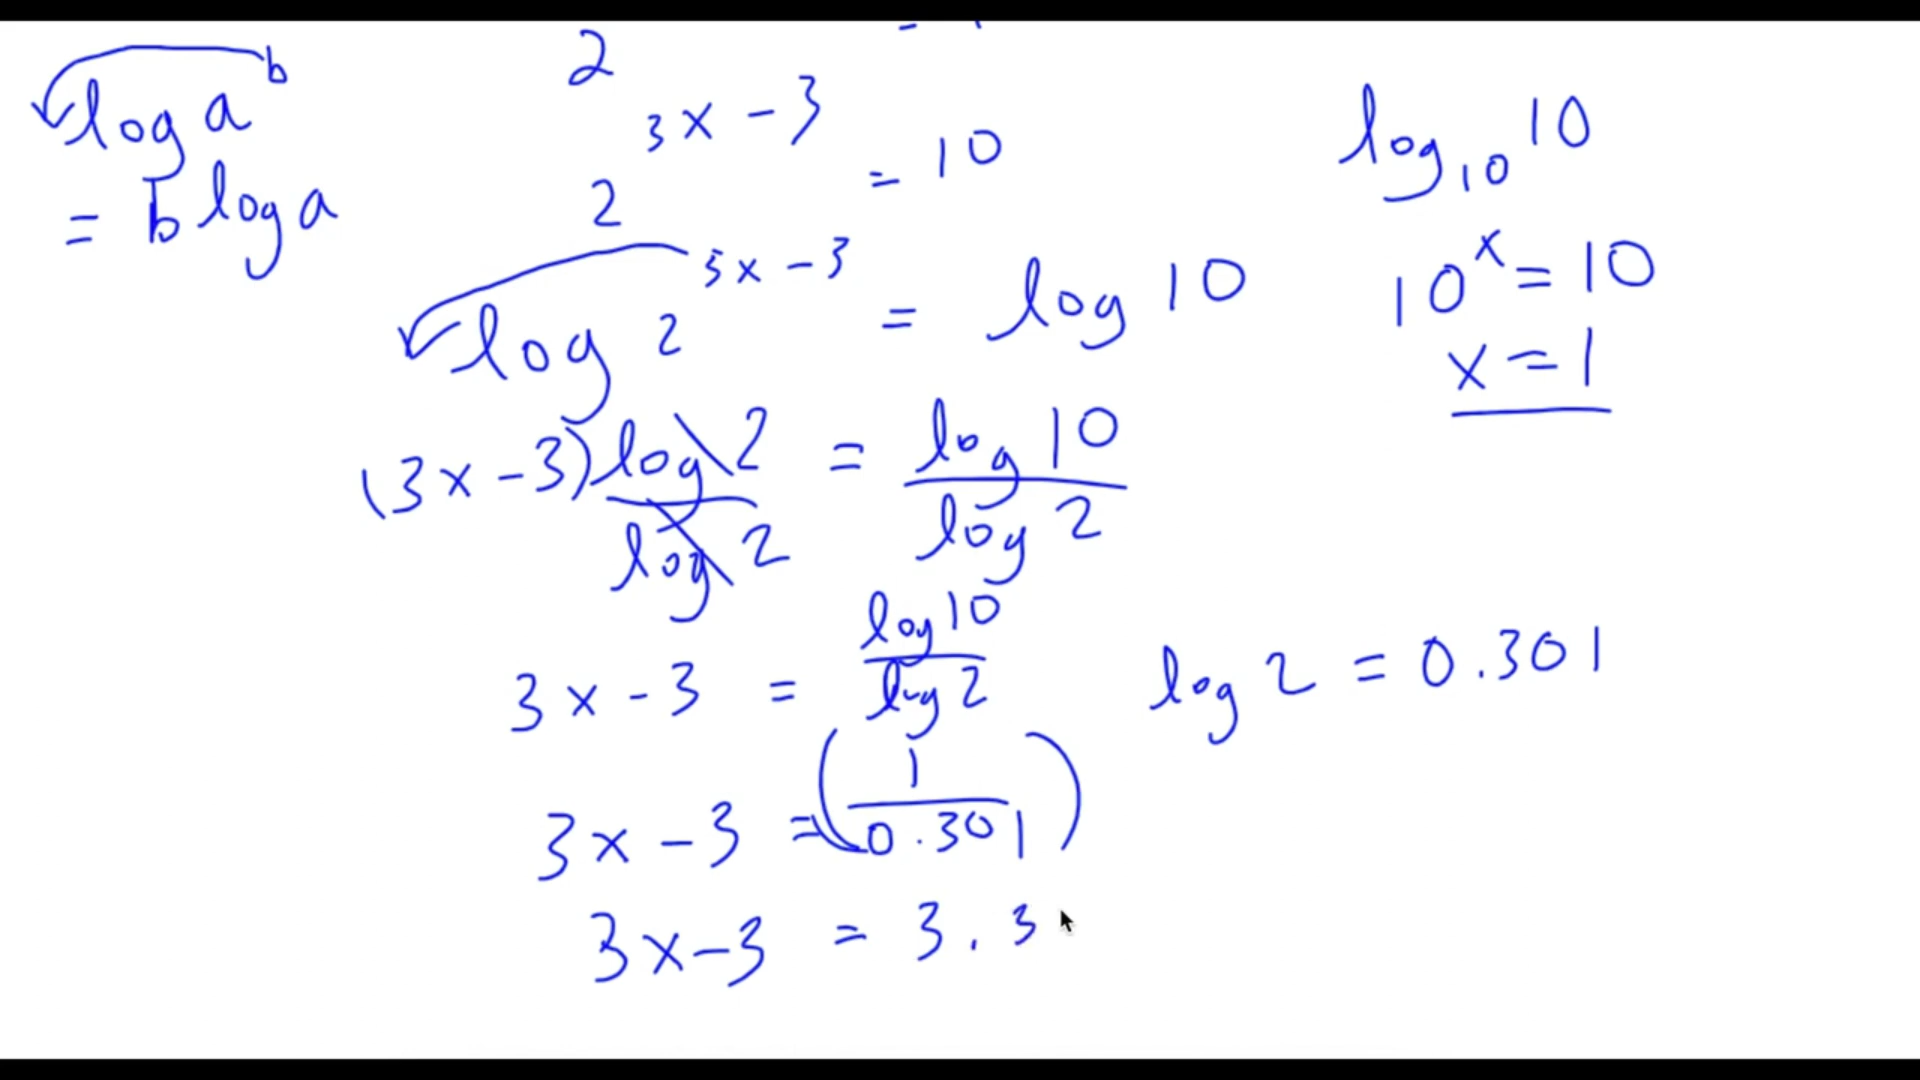 log a^b
= b log a
2
2^(3x-3) = 10
log 2^(3x-3) = log 10
(3x-3) log 2 / log 2 = log 10 / log 2
3x-3 = log 10 / log 2
3x-3 = (1 / 0.301)
3x-3 = 3.3
log_10 10
10^x = 10
x = 1
log 2 = 0.301